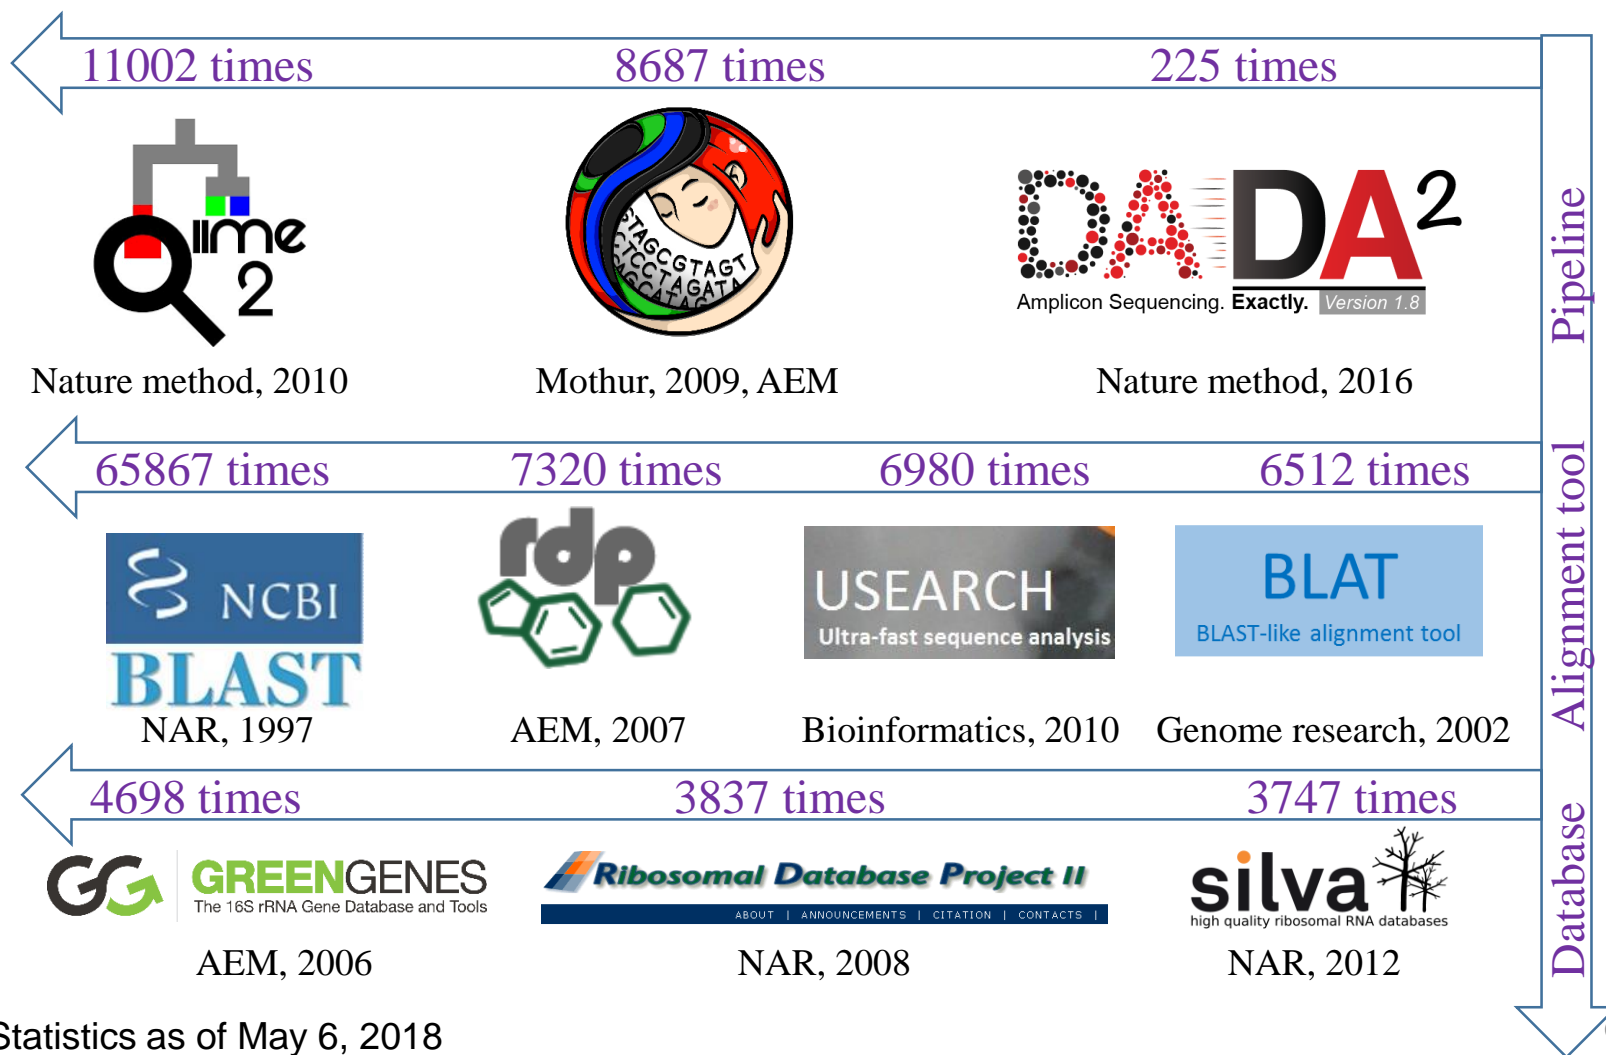 11002 times 8687 times 225 times
Qiime
2
STAGCGTAGT
CTCCTAGATA
AGCATAG
DADA2
Amplicon Sequencing. Exactly. Version 1.8
Nature method, 2010 Mothur, 2009, AEM Nature method, 2016
Pipeline
65867 times 7320 times 6980 times 6512 times
NCBI
BLAST
rdp
USEARCH
Ultra-fast sequence analysis
BLAT
BLAST-like alignment tool
NAR, 1997 AEM, 2007 Bioinformatics, 2010 Genome research, 2002
Alignment tool
4698 times 3837 times 3747 times
GG
GREENGENES
The 16S rRNA Gene Database and Tools
Ribosomal Database Project II
ABOUT | ANNOUNCEMENTS | CITATION | CONTACTS |
silva
high quality ribosomal RNA databases
AEM, 2006 NAR, 2008 NAR, 2012
Database
Statistics as of May 6, 2018